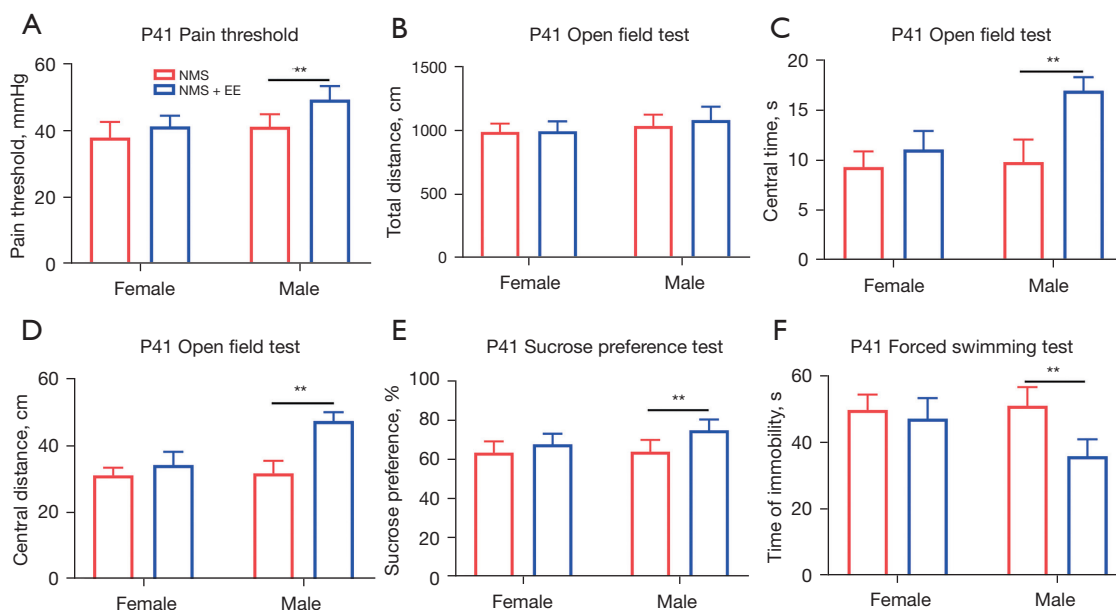 A
P41 Pain threshold
Pain threshold, mmHg
60
40
20
0
NMS
NMS + EE
**
Female
Male
B
P41 Open field test
Total distance, cm
1500
1000
500
0
Female
Male
C
P41 Open field test
Central time, s
20
15
10
5
0
**
Female
Male
D
P41 Open field test
Central distance, cm
60
40
20
0
**
Female
Male
E
P41 Sucrose preference test
Sucrose preference, %
100
80
60
40
20
0
**
Female
Male
F
P41 Forced swimming test
Time of immobility, s
60
40
20
0
**
Female
Male